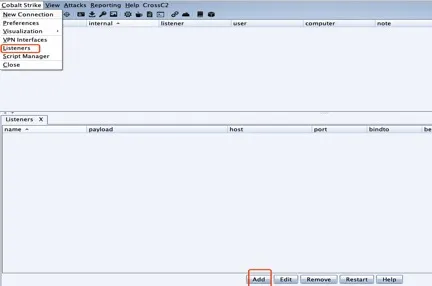 Cobalt Strike View Attacks Reporting Help CrossC2
New Connection
Preferences
Visualization
VPN Interfaces
Listeners
Script Manager
Close
internal listener user computer note
Listeners X
name payload host port bindto be
Add Edit Remove Restart Help